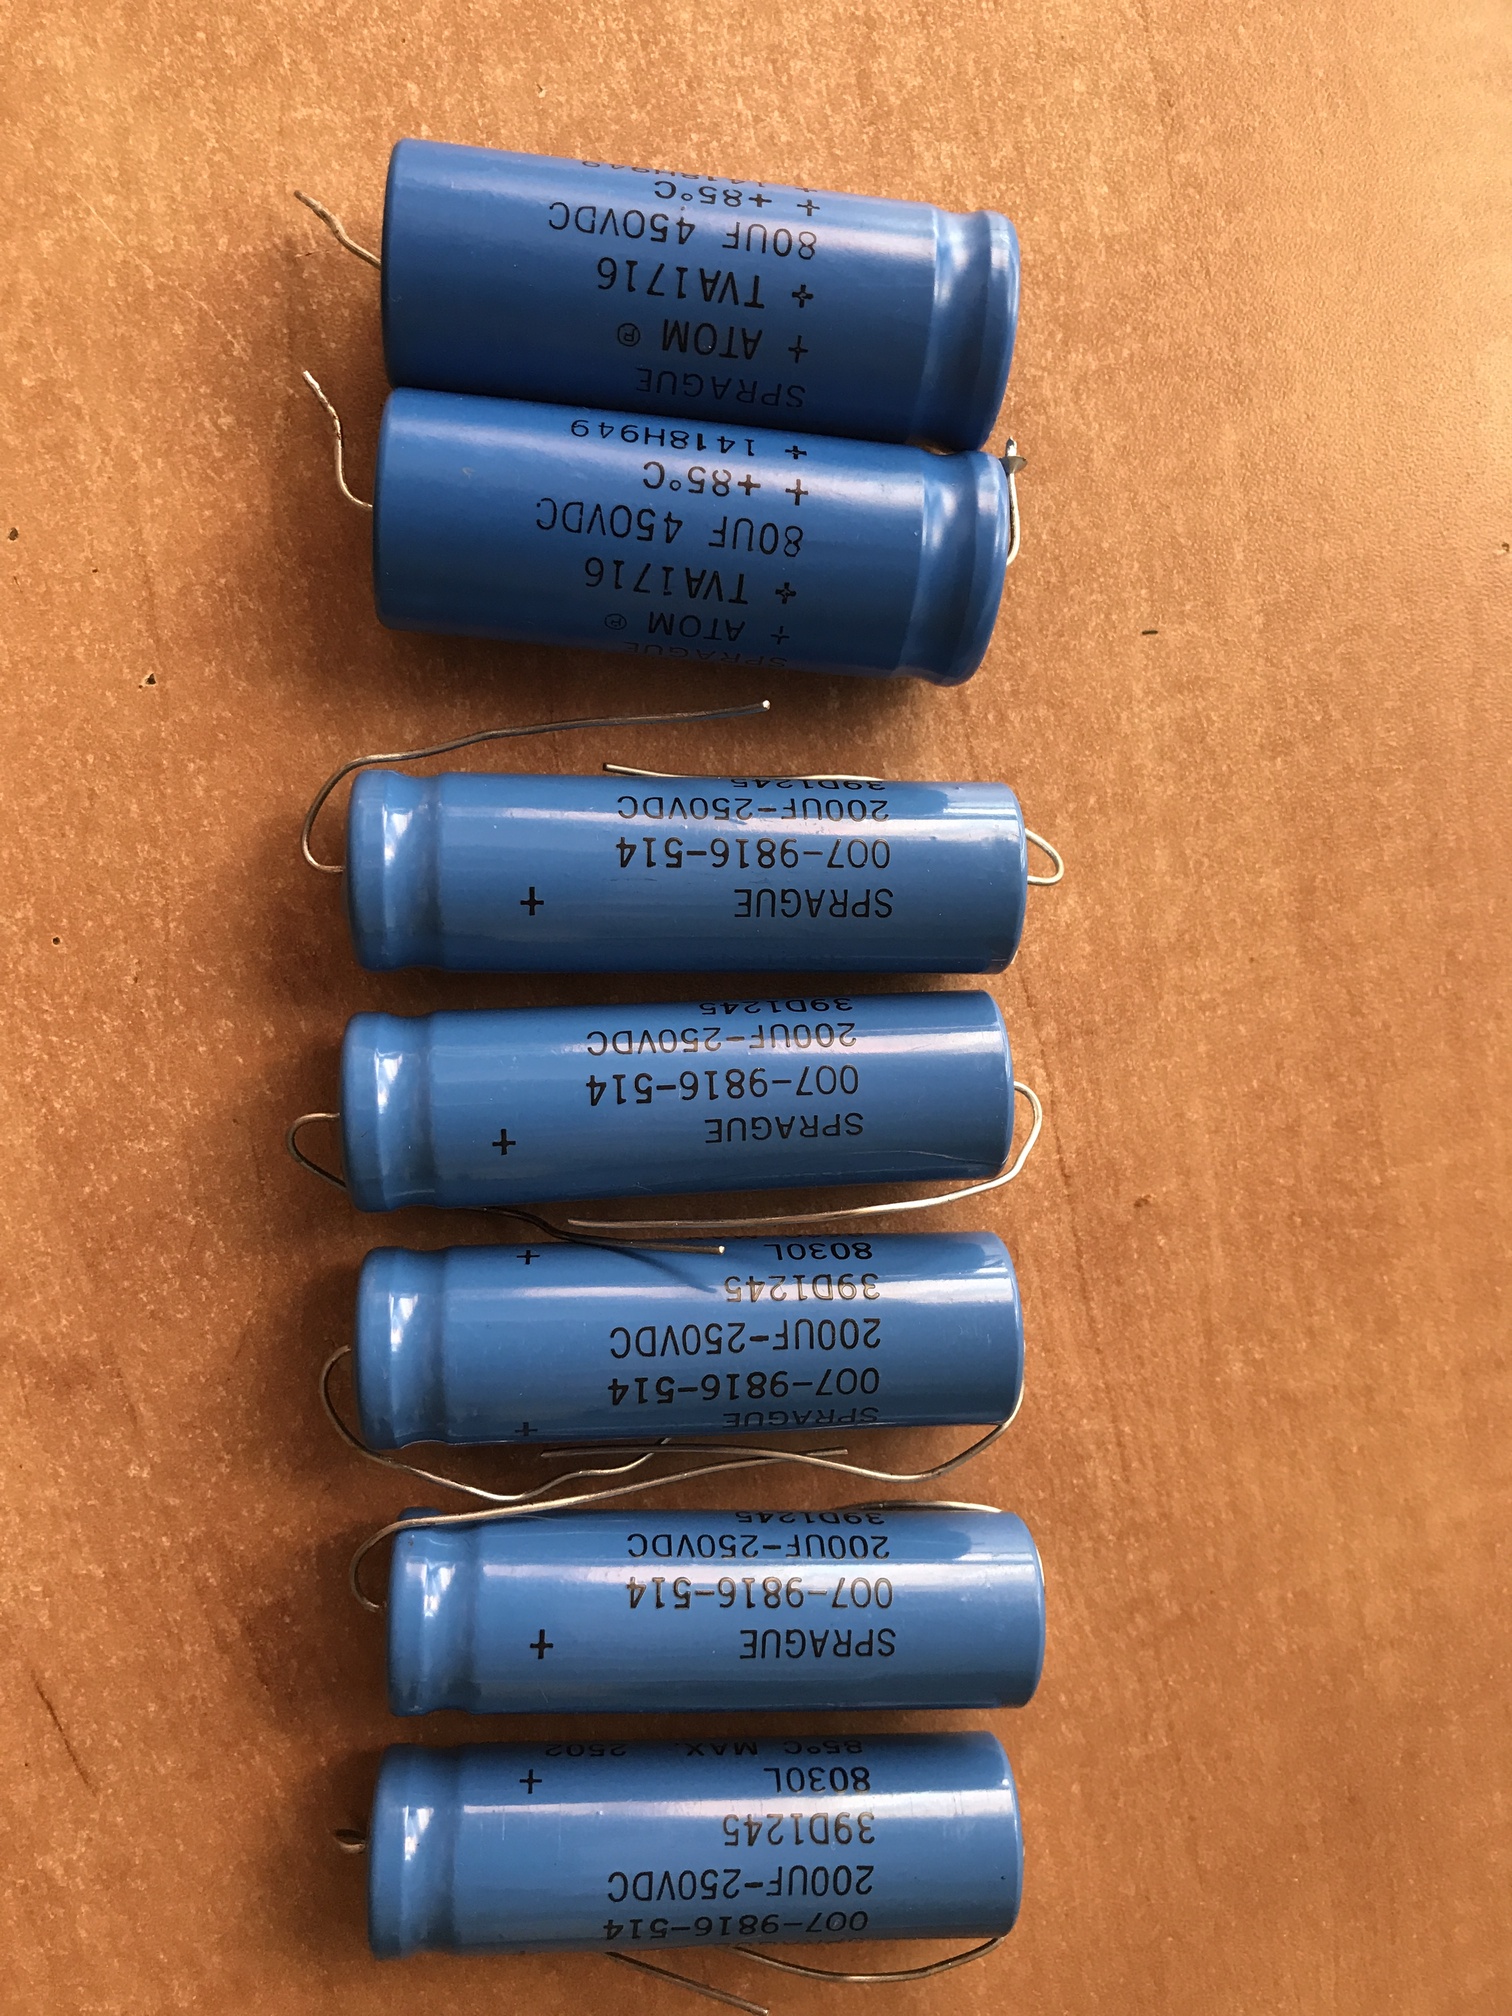 007-9816-514
200UF-250VDC
39D1245
8030L +
85°C MAX. 2502
SPRAGUE +
007-9816-514
200UF-250VDC
39D1245
SPRAGUE +
007-9816-514
200UF-250VDC
39D1245
8030L +
SPRAGUE +
007-9816-514
200UF-250VDC
39D1245
SPRAGUE +
007-9816-514
200UF-250VDC
39D1245
SPRAGUE
+ ATOM ®
+ TVA1716
80UF 450VDC
+ +85°C
+ 1418H949
SPRAGUE
+ ATOM ®
+ TVA1716
80UF 450VDC
+ +85°C
+ 1418H949